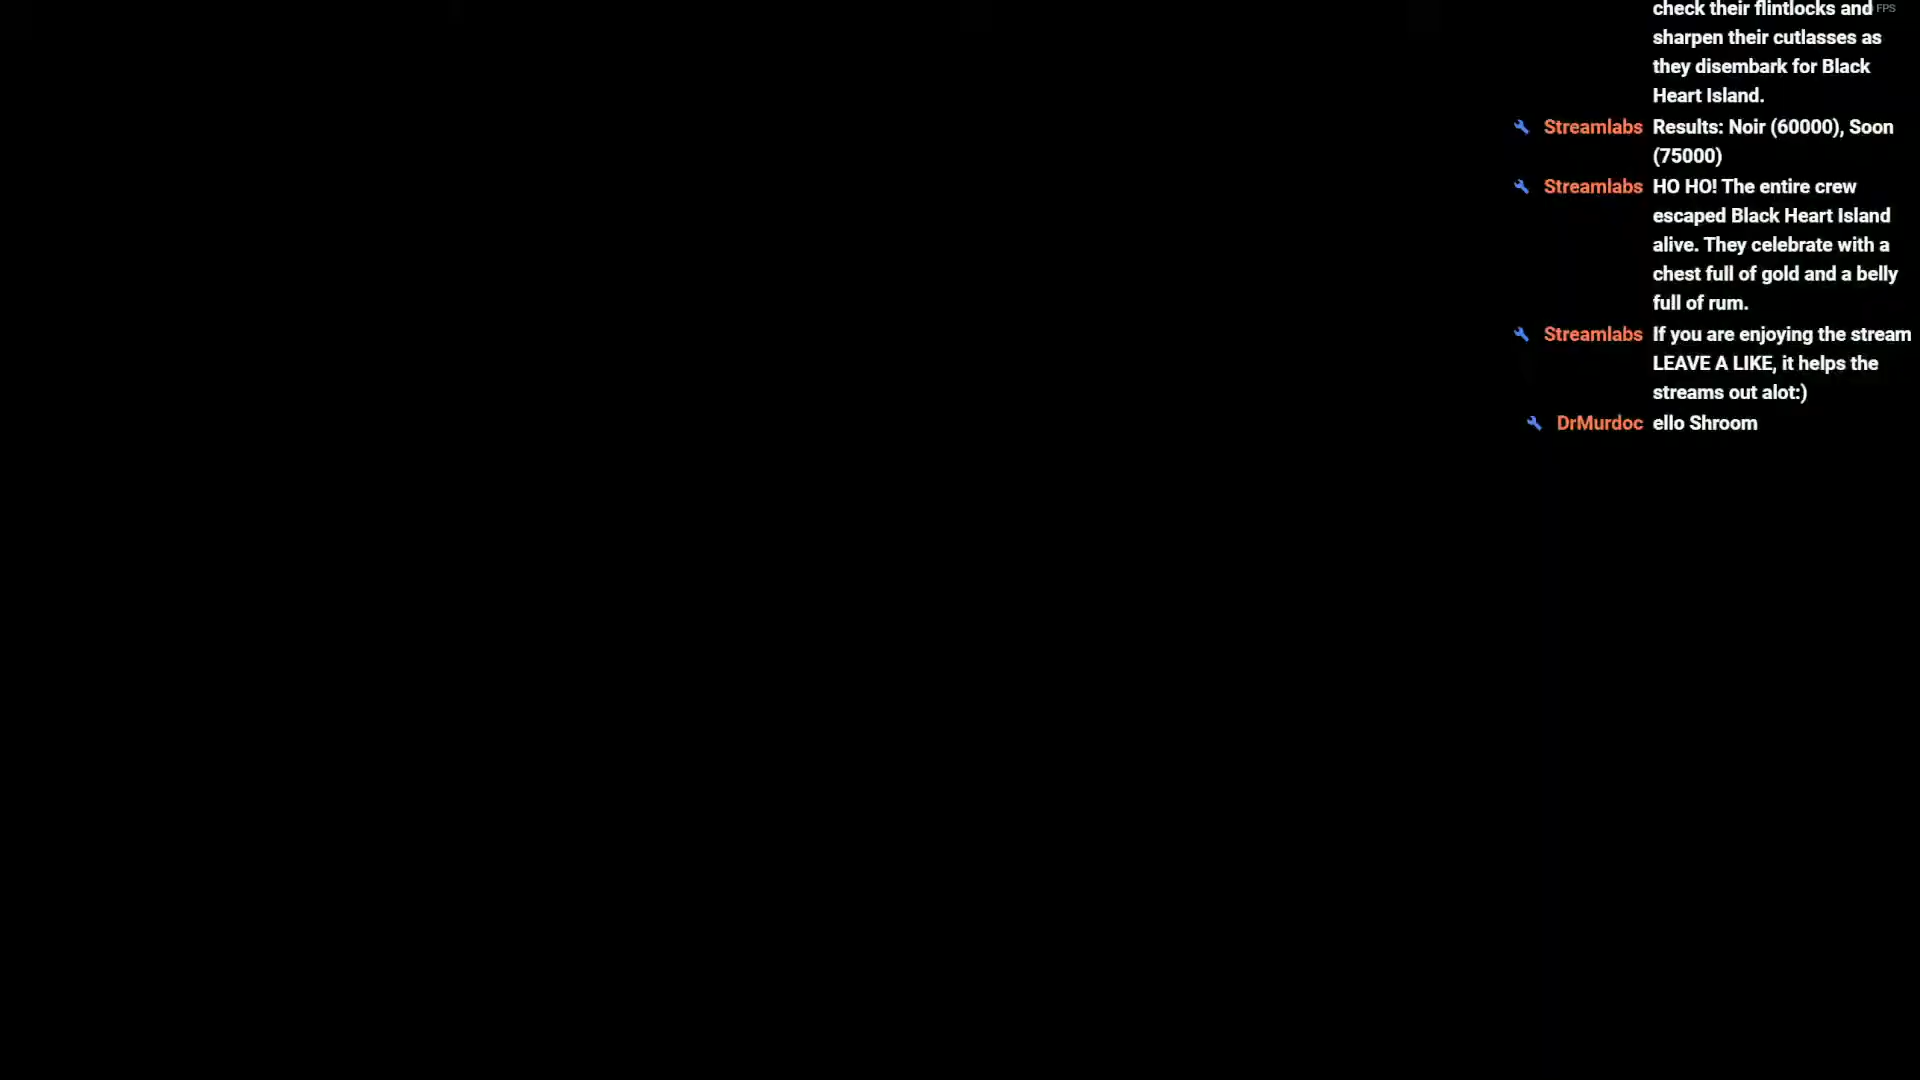 check their flintlocks and FPS
sharpen their cutlasses as
they disembark for Black
Heart Island.
Streamlabs Results: Noir (60000), Soon
(75000)
Streamlabs HO HO! The entire crew
escaped Black Heart Island
alive. They celebrate with a
chest full of gold and a belly
full of rum.
Streamlabs If you are enjoying the stream
LEAVE A LIKE, it helps the
streams out alot:)
DrMurdoc ello Shroom